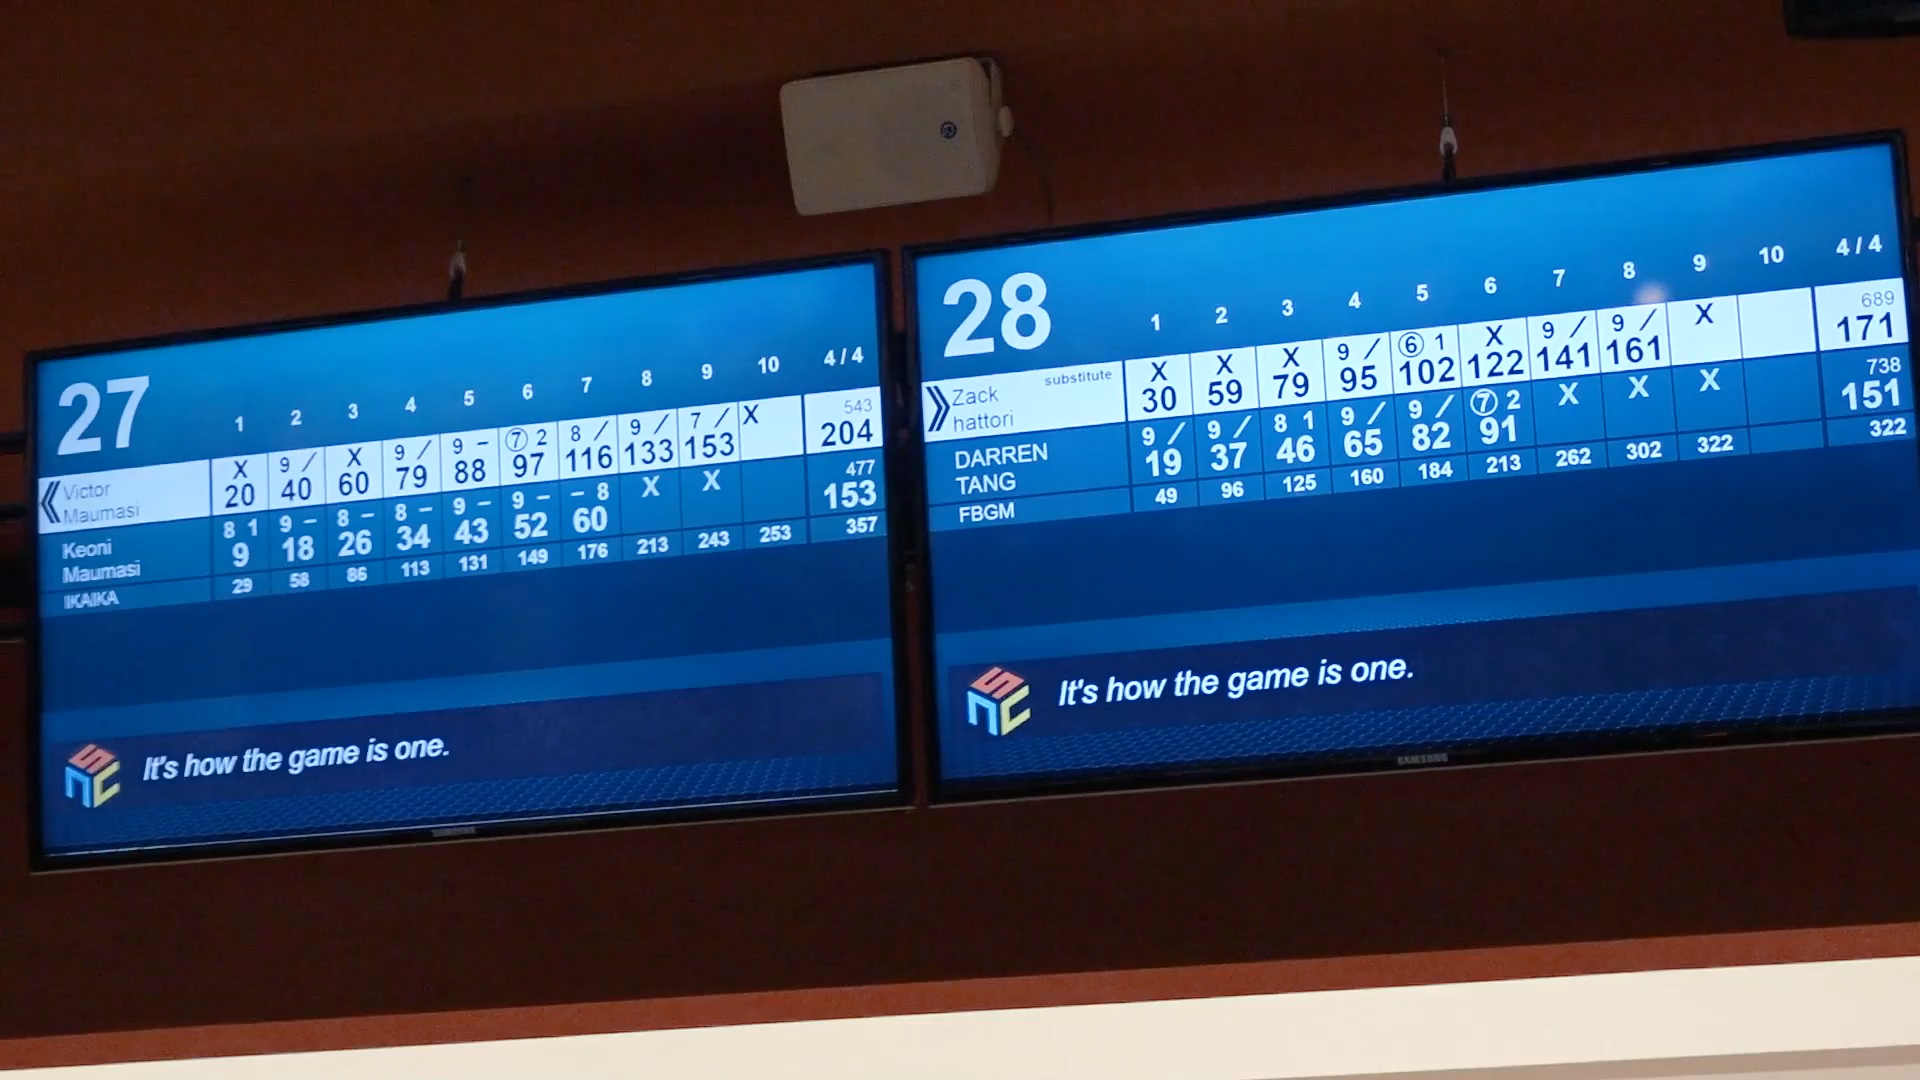 27
1 2 3 4 5 6 7 8 9 10 4/4
Victor
Maumasi
X 9 / X 9 / 9 - ⑦ 2 8 / 9 / 7 / X 543
20 40 60 79 88 97 116 133 153 204
Keoni
Maumasi
8 1 9 - 8 - 8 - 9 - 9 - - 8 X X 477
9 18 26 34 43 52 60 153
IKAIKA 29 58 86 113 131 149 176 213 243 253 357
nsc
It's how the game is one.
SAMSUNG
28
1 2 3 4 5 6 7 8 9 10 4/4
Zack substitute
hattori
X X X 9 / ⑥ 1 X 9 / 9 / X 689
30 59 79 95 102 122 141 161 171
DARREN
TANG
9 / 9 / 8 1 9 / 9 / ⑦ 2 X X X 738
19 37 46 65 82 91 151
FBGM 49 96 125 160 184 213 262 302 322 322
nsc
It's how the game is one.
SAMSUNG